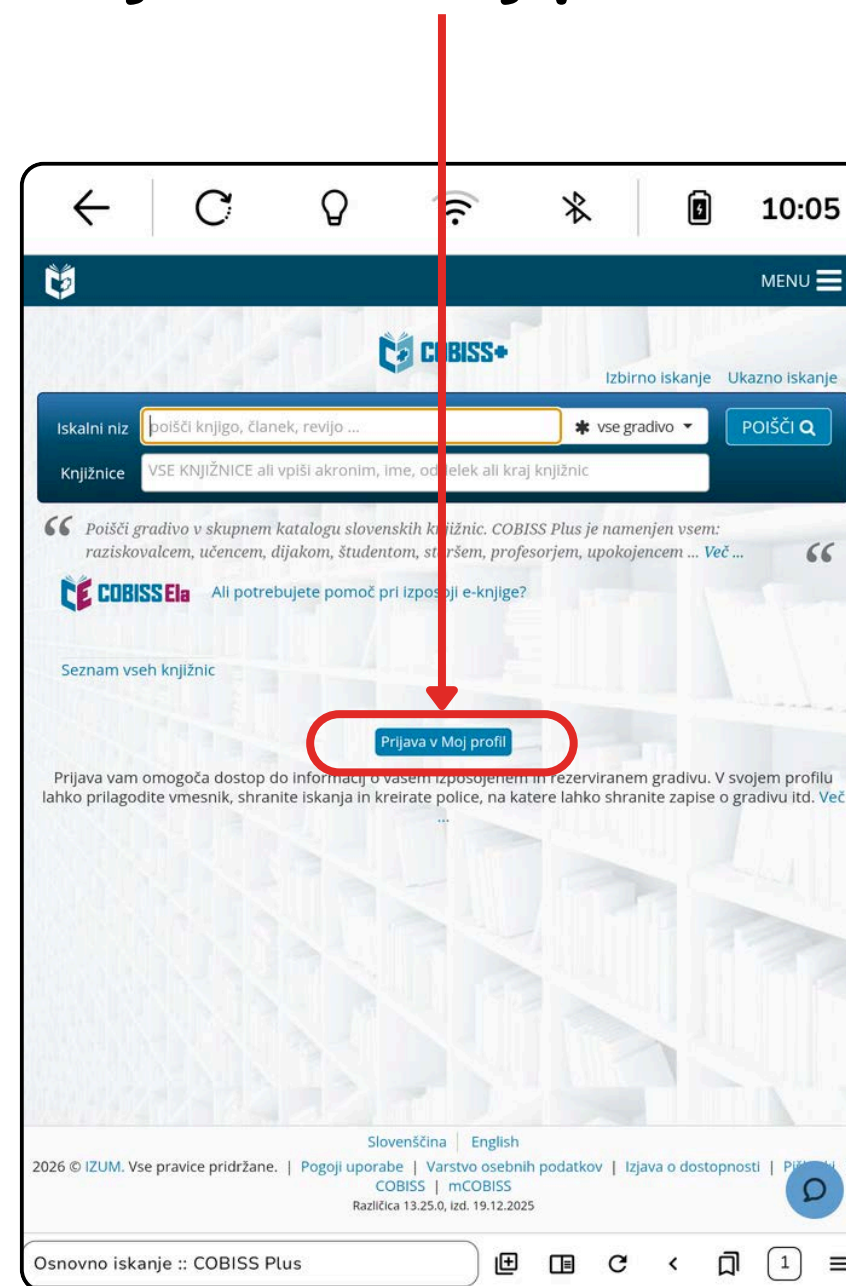 10:05
MENU
COBISS+
Izbirno iskanje Ukazno iskanje
Iskalni niz poišči knjigo, članek, revijo ... vse gradivo POIŠČI
Knjižnice VSE KNJIŽNICE ali vpiši akronim, ime, oddelek ali kraj knjižnic
Poišči gradivo v skupnem katalogu slovenskih knjižnic. COBISS Plus je namenjen vsem:
raziskovalcem, učencem, dijakom, študentom, staršem, profesorjem, upokojencem ... Več ...
COBISS Ela Ali potrebujete pomoč pri izposoji e-knjige?
Seznam vseh knjižnic
Prijava v Moj profil
Prijava vam omogoča dostop do informacij o vašem izposojenem in rezerviranem gradivu. V svojem profilu
lahko prilagodite vmesnik, shranite iskanja in kreirate police, na katere lahko shranite zapise o gradivu itd. Več
...
Slovenščina | English
2026 © IZUM. Vse pravice pridržane. | Pogoji uporabe | Varstvo osebnih podatkov | Izjava o dostopnosti |
COBISS | mCOBISS
Različica 13.25.0, izd. 19.12.2025
Osnovno iskanje :: COBISS Plus 1